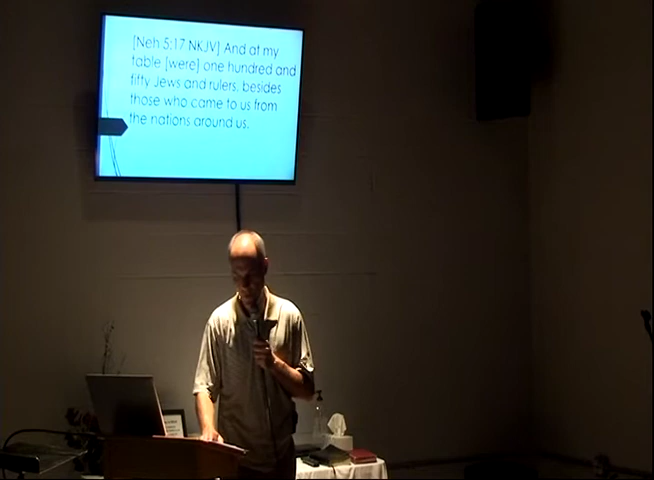 [Neh 5:17 NKJV] And at my
table [were] one hundred and
fifty Jews and rulers, besides
those who came to us from
the nations around us.